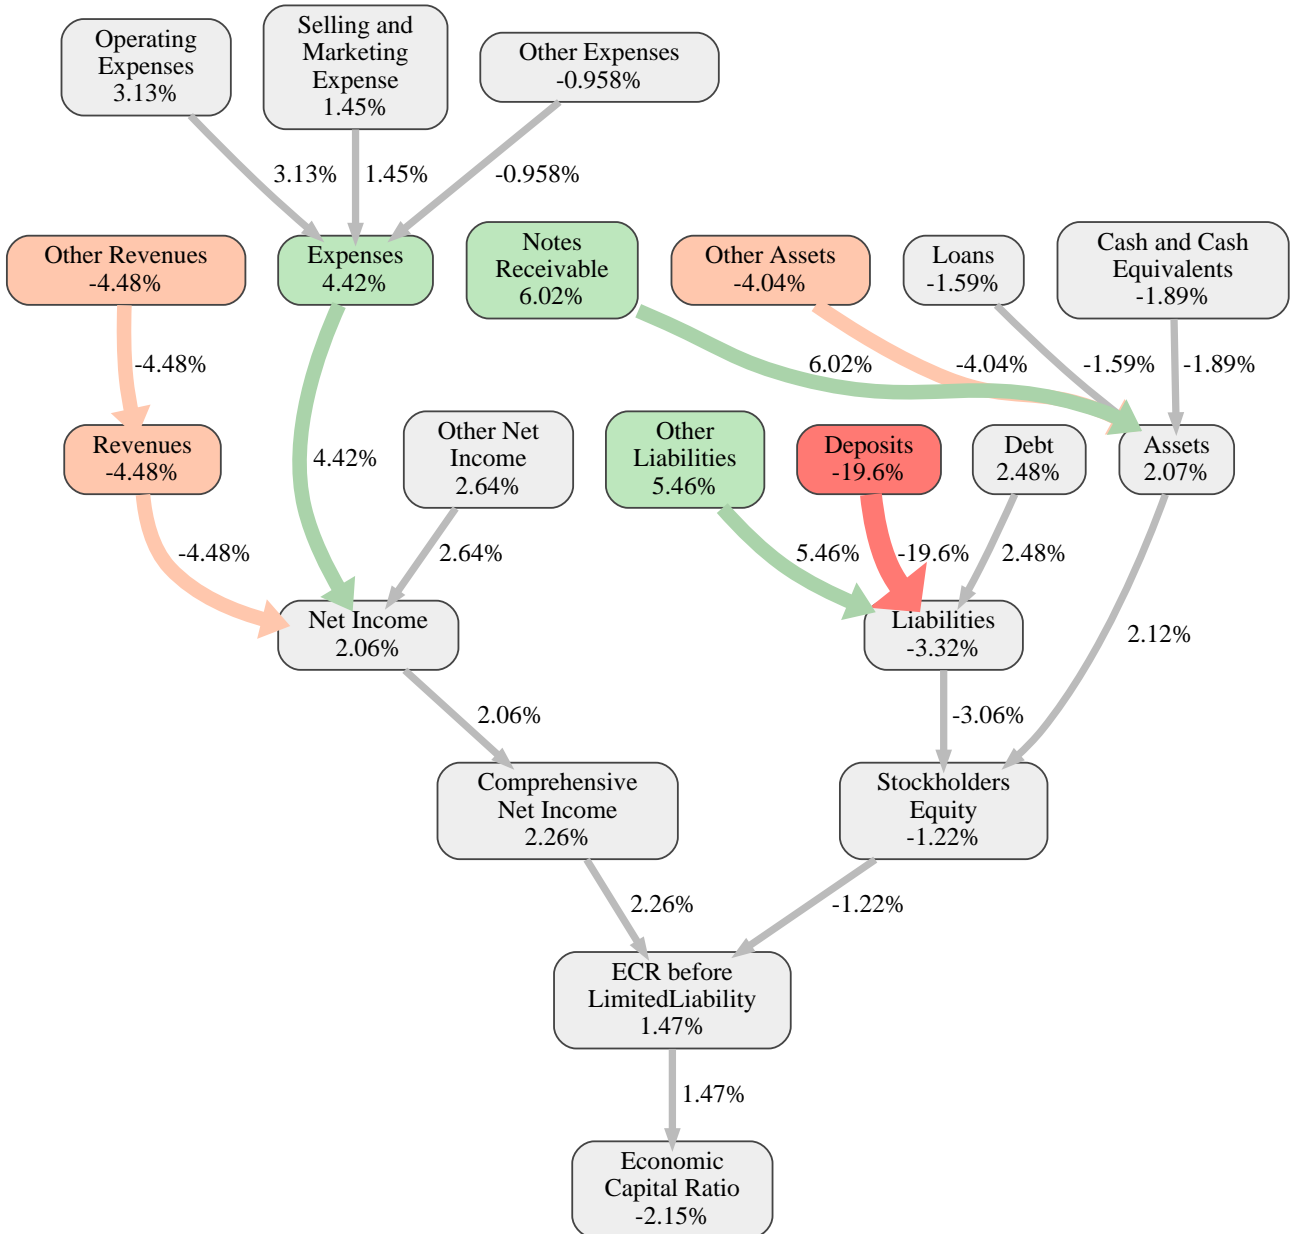 Operating
Expenses
3.13%
Selling and
Marketing
Expense
1.45%
Other Expenses
-0.958%
3.13%
1.45%
-0.958%
Other Revenues
-4.48%
Expenses
4.42%
Notes
Receivable
6.02%
Other Assets
-4.04%
Loans
-1.59%
Cash and Cash
Equivalents
-1.89%
-4.48%
6.02%
-4.04%
-1.59%
-1.89%
Revenues
-4.48%
4.42%
Other Net
Income
2.64%
Other
Liabilities
5.46%
Deposits
-19.6%
Debt
2.48%
Assets
2.07%
-4.48%
2.64%
5.46%
-19.6%
2.48%
Net Income
2.06%
Liabilities
-3.32%
2.12%
2.06%
-3.06%
Comprehensive
Net Income
2.26%
Stockholders
Equity
-1.22%
2.26%
-1.22%
ECR before
LimitedLiability
1.47%
1.47%
Economic
Capital Ratio
-2.15%